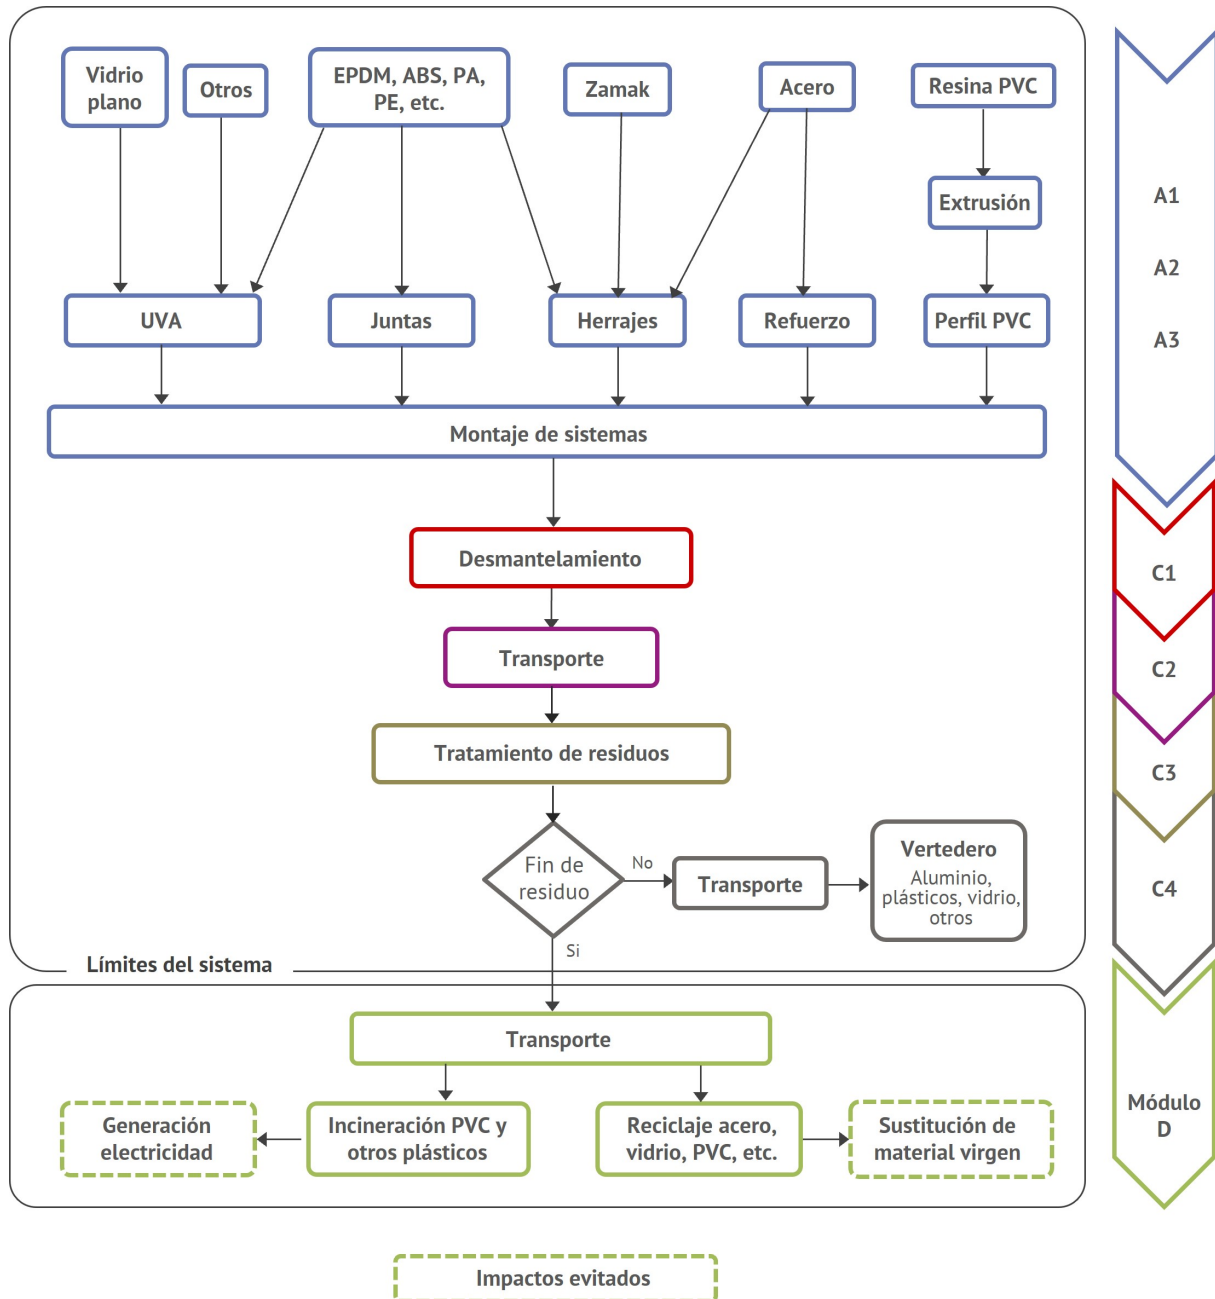 Vidrio
plano
Otros
EPDM, ABS, PA,
PE, etc.
Zamak
Acero
Resina PVC
Extrusión
A1
A2
A3
UVA
Juntas
Herrajes
Refuerzo
Perfil PVC
Montaje de sistemas
Desmantelamiento
C1
Transporte
C2
Tratamiento de residuos
C3
Fin de
residuo
No
Transporte
Vertedero
Aluminio,
plásticos, vidrio,
otros
C4
Si
Límites del sistema
Transporte
Generación
electricidad
Incineración PVC y
otros plásticos
Reciclaje acero,
vidrio, PVC, etc.
Sustitución de
material virgen
Módulo
D
Impactos evitados